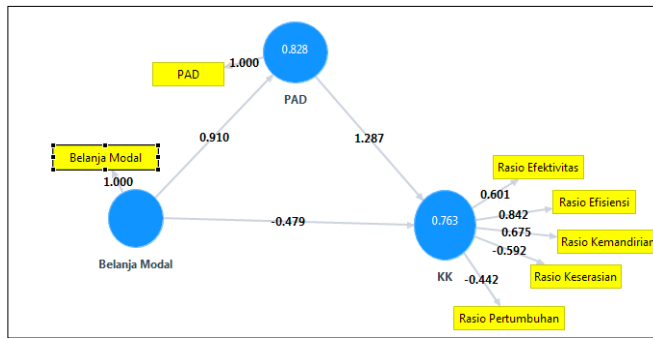 0.828
1.000
PAD
PAD
0.910
1.287
Belanja Modal
1.000
Rasio Efektivitas
0.601
Rasio Efisiensi
0.842
0.763
0.675
Rasio Kemandirian
-0.479
-0.592
Rasio Keserasian
Belanja Modal
KK
-0.442
Rasio Pertumbuhan